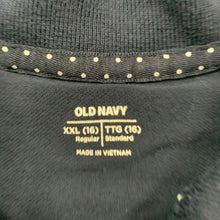 OLD NAVY
XXL (16) | TTG (16)
Regular | Standard
MADE IN VIETNAM